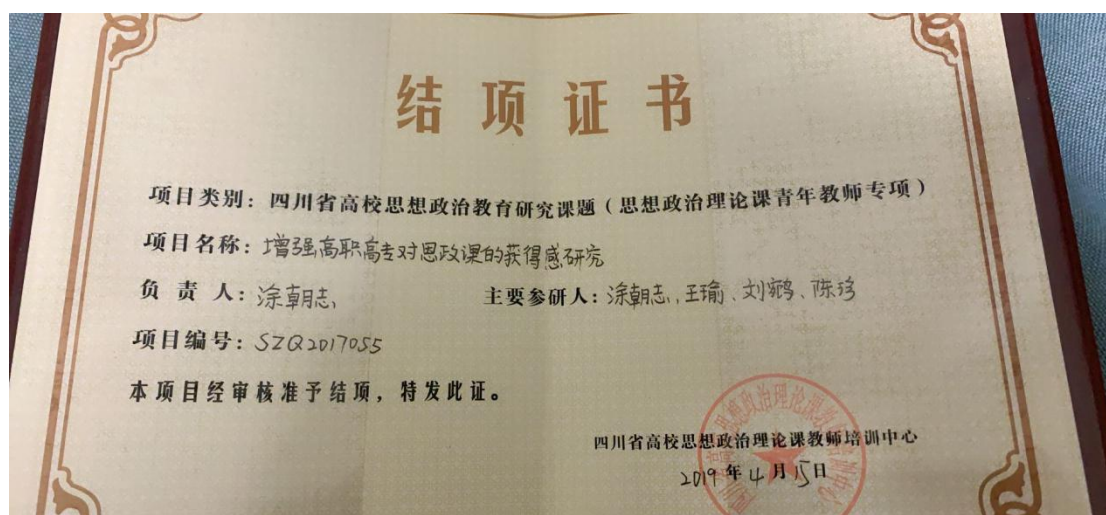 结项证书
项目类别：四川省高校思想政治教育研究课题（思想政治理论课青年教师专项）
项目名称：增强高职高专对思政课的获得感研究
负责人：涂朝志 主要参研人：涂朝志、王瑜、刘鸦、陈珍
项目编号：SZQ2017055
本项目经审核准予结项，特发此证。
四川省高校思想政治理论课教师培训中心
2019年4月15日